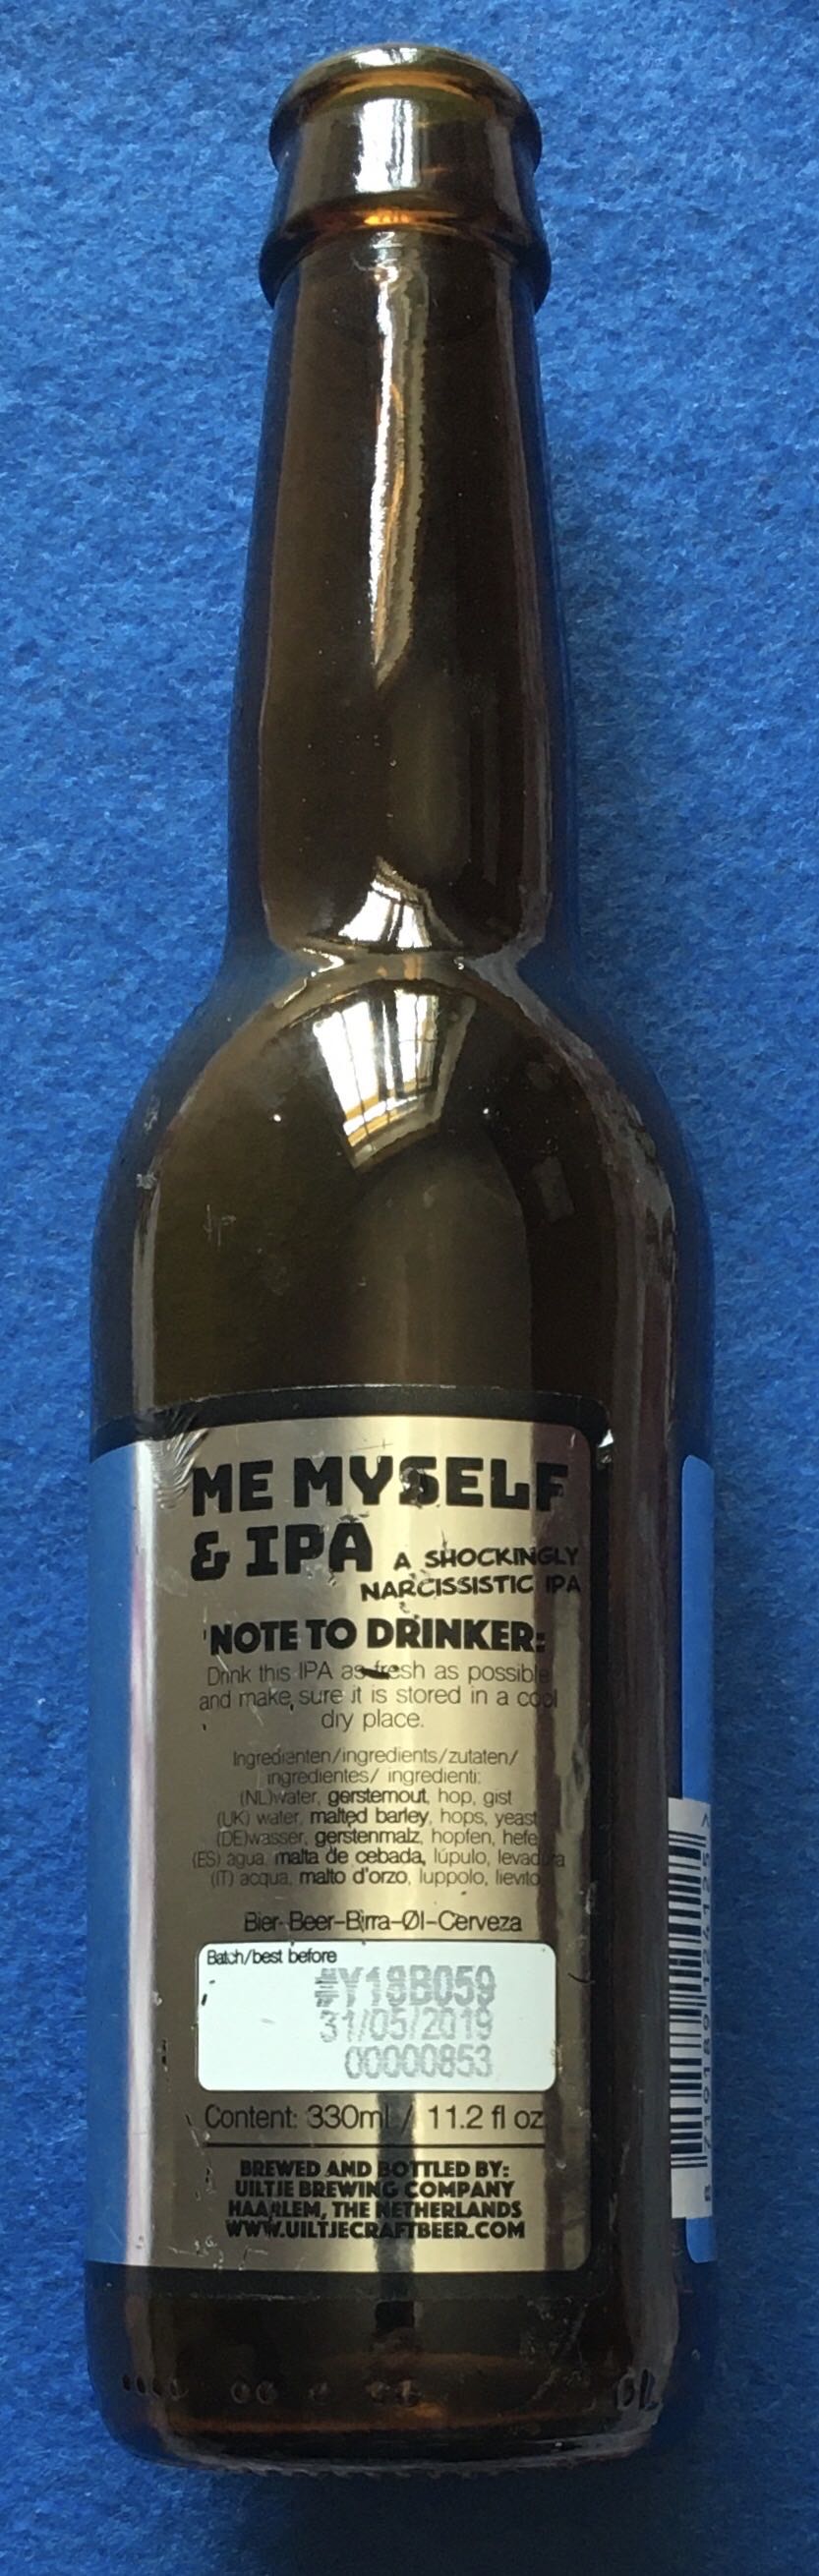 ME MYSELF
& IPA A SHOCKINGLY
NARCISSISTIC IPA
NOTE TO DRINKER:
Drink this IPA as fresh as possible
and make sure it is stored in a cool
dry place.
Ingrediënten/ingredients/zutaten/
ingredientes/ ingredienti:
(NL)water, gerstemout, hop, gist
(UK) water, malted barley, hops, yeast
(DE)wasser, gerstenmalz, hopfen, hefe
(ES) agua, malta de cebada, lúpulo, levadura
(IT) acqua, malto d'orzo, luppolo, lievito
Bier-Beer-Birra-Øl-Cerveza
Batch/best before
#Y18B059
31/05/2019
00000853
Content: 330ml / 11.2 fl oz
BREWED AND BOTTLED BY:
UILTJE BREWING COMPANY
HAARLEM, THE NETHERLANDS
WWW.UILTJECRAFTBEER.COM